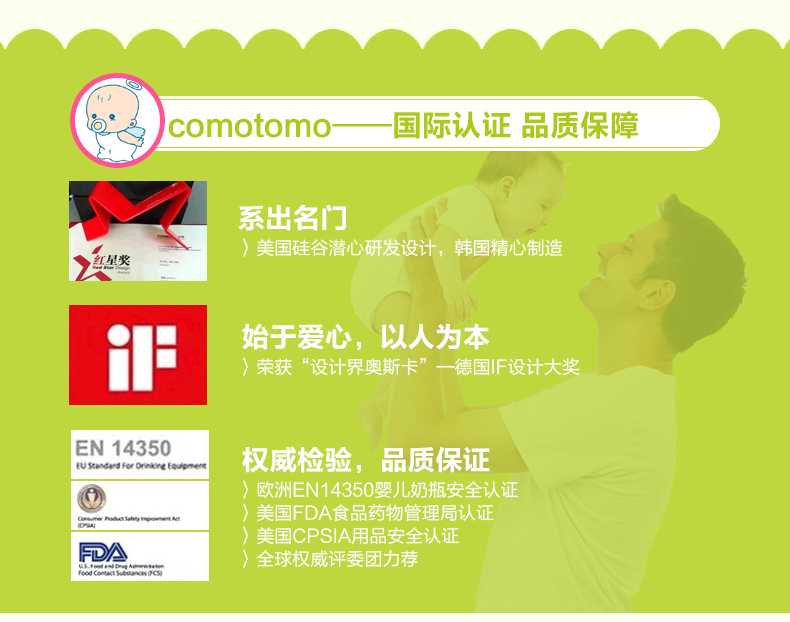 comotomo——国际认证 品质保障
系出名门
〉美国硅谷潜心研发设计，韩国精心制造
红星奖
Red Star Design
Award
始于爱心，以人为本
〉荣获“设计界奥斯卡”—德国IF设计大奖
iF
权威检验，品质保证
〉欧洲EN14350婴儿奶瓶安全认证
〉美国FDA食品药物管理局认证
〉美国CPSIA用品安全认证
〉全球权威评委团力荐
EN 14350
EU Standard For Drinking Equipment
Consumer Product Safety Improvment Act
(CPSIA)
FDA
U.S. Food and Drug Administration
Food Contact Substances (FCS)